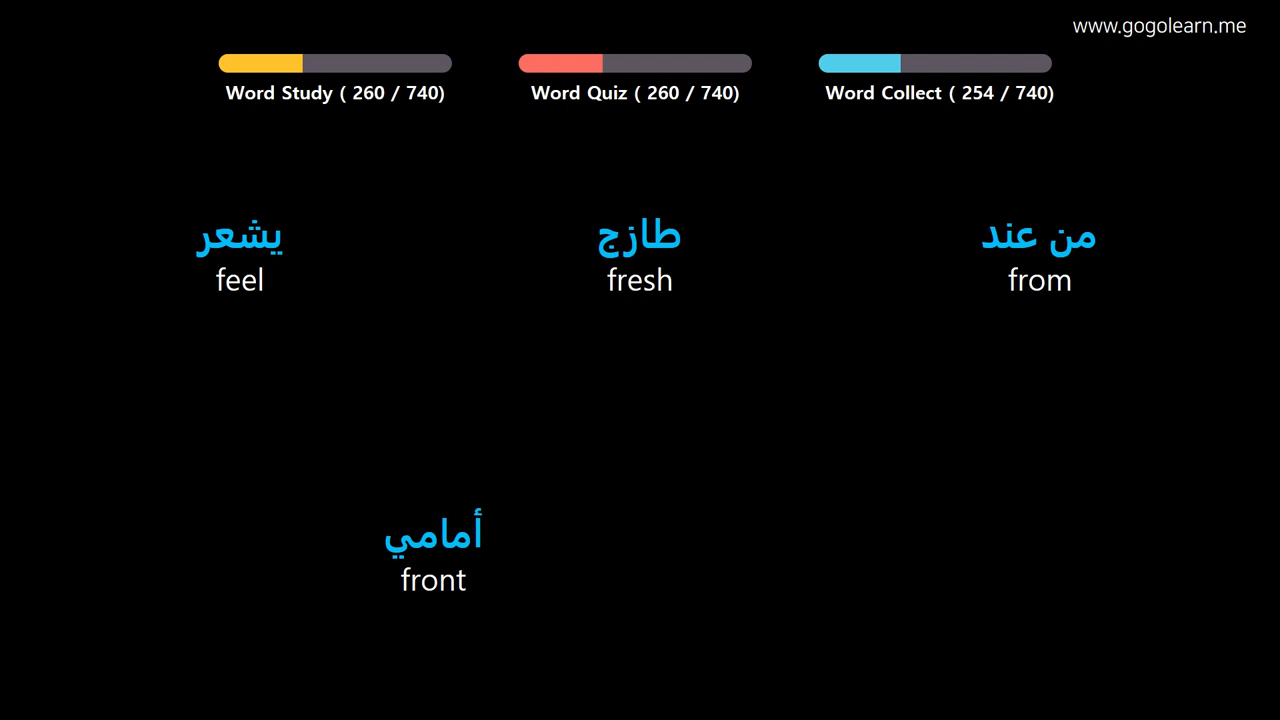 www.gogolearn.me
Word Study ( 260 / 740)
Word Quiz ( 260 / 740)
Word Collect ( 254 / 740)
يشعر
feel
طازج
fresh
من عند
from
أمامي
front